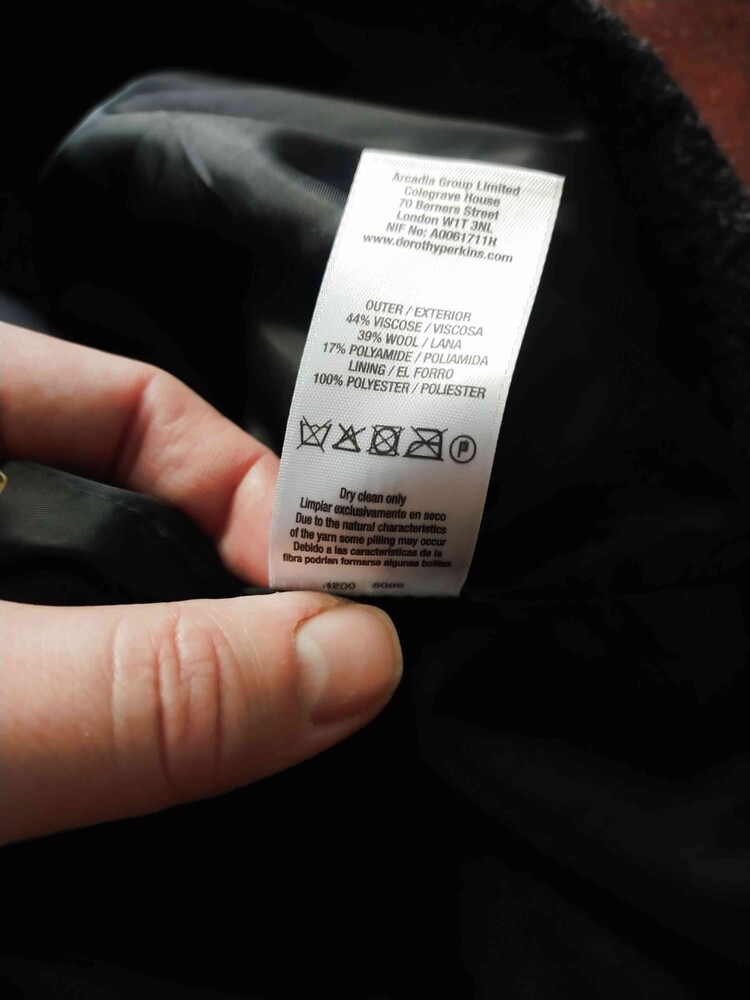 Arcadia Group Limited
Colegrave House
70 Berners Street
London W1T 3NL
NIF No: A0061711H
www.dorothyperkins.com
OUTER / EXTERIOR
44% VISCOSE / VISCOSA
39% WOOL / LANA
17% POLYAMIDE / POLIAMIDA
LINING / EL FORRO
100% POLYESTER / POLIESTER
P
Dry clean only
Limpiar exclusivamente en seco
Due to the natural characteristics
of the yarn some pilling may occur
Debido a las características de la
fibra podrían formarse algunas bolitas